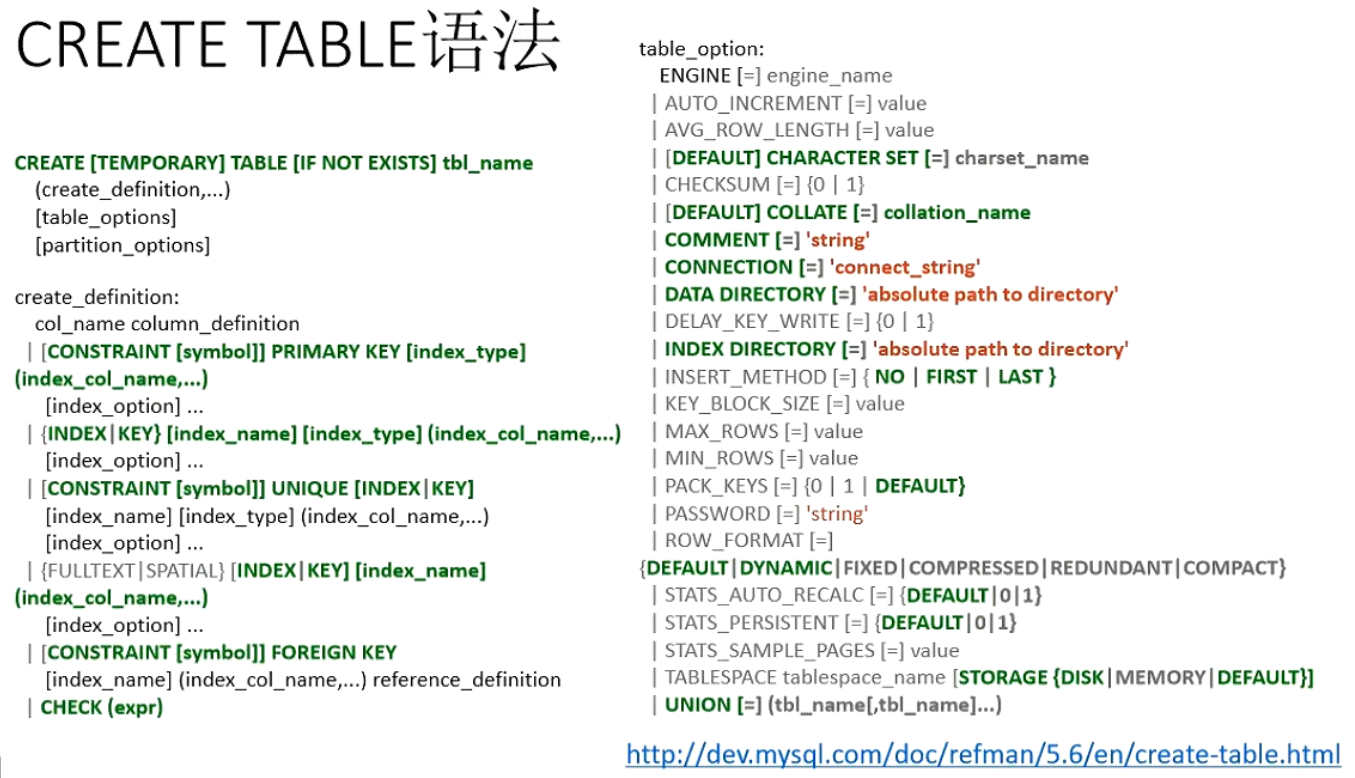 CREATE TABLE语法
CREATE [TEMPORARY] TABLE [IF NOT EXISTS] tbl_name
(create_definition,...)
[table_options]
[partition_options]
create_definition:
col_name column_definition
| [CONSTRAINT [symbol]] PRIMARY KEY [index_type]
(index_col_name,...)
[index_option] ...
| {INDEX|KEY} [index_name] [index_type] (index_col_name,...)
[index_option] ...
| [CONSTRAINT [symbol]] UNIQUE [INDEX|KEY]
[index_name] [index_type] (index_col_name,...)
[index_option] ...
| {FULLTEXT|SPATIAL} [INDEX|KEY] [index_name]
(index_col_name,...)
[index_option] ...
| [CONSTRAINT [symbol]] FOREIGN KEY
[index_name] (index_col_name,...) reference_definition
| CHECK (expr)
table_option:
ENGINE [=] engine_name
| AUTO_INCREMENT [=] value
| AVG_ROW_LENGTH [=] value
| [DEFAULT] CHARACTER SET [=] charset_name
| CHECKSUM [=] {0 | 1}
| [DEFAULT] COLLATE [=] collation_name
| COMMENT [=] 'string'
| CONNECTION [=] 'connect_string'
| DATA DIRECTORY [=] 'absolute path to directory'
| DELAY_KEY_WRITE [=] {0 | 1}
| INDEX DIRECTORY [=] 'absolute path to directory'
| INSERT_METHOD [=] { NO | FIRST | LAST }
| KEY_BLOCK_SIZE [=] value
| MAX_ROWS [=] value
| MIN_ROWS [=] value
| PACK_KEYS [=] {0 | 1 | DEFAULT}
| PASSWORD [=] 'string'
| ROW_FORMAT [=]
{DEFAULT|DYNAMIC|FIXED|COMPRESSED|REDUNDANT|COMPACT}
| STATS_AUTO_RECALC [=] {DEFAULT|0|1}
| STATS_PERSISTENT [=] {DEFAULT|0|1}
| STATS_SAMPLE_PAGES [=] value
| TABLESPACE tablespace_name [STORAGE {DISK|MEMORY|DEFAULT}]
| UNION [=] (tbl_name[,tbl_name]...)
http://dev.mysql.com/doc/refman/5.6/en/create-table.html